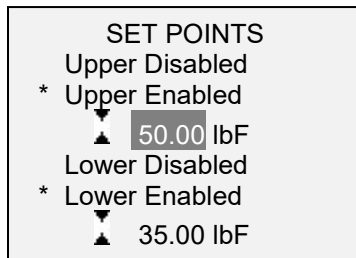 SET POINTS
Upper Disabled
* Upper Enabled
50.00 lbF
Lower Disabled
* Lower Enabled
35.00 lbF